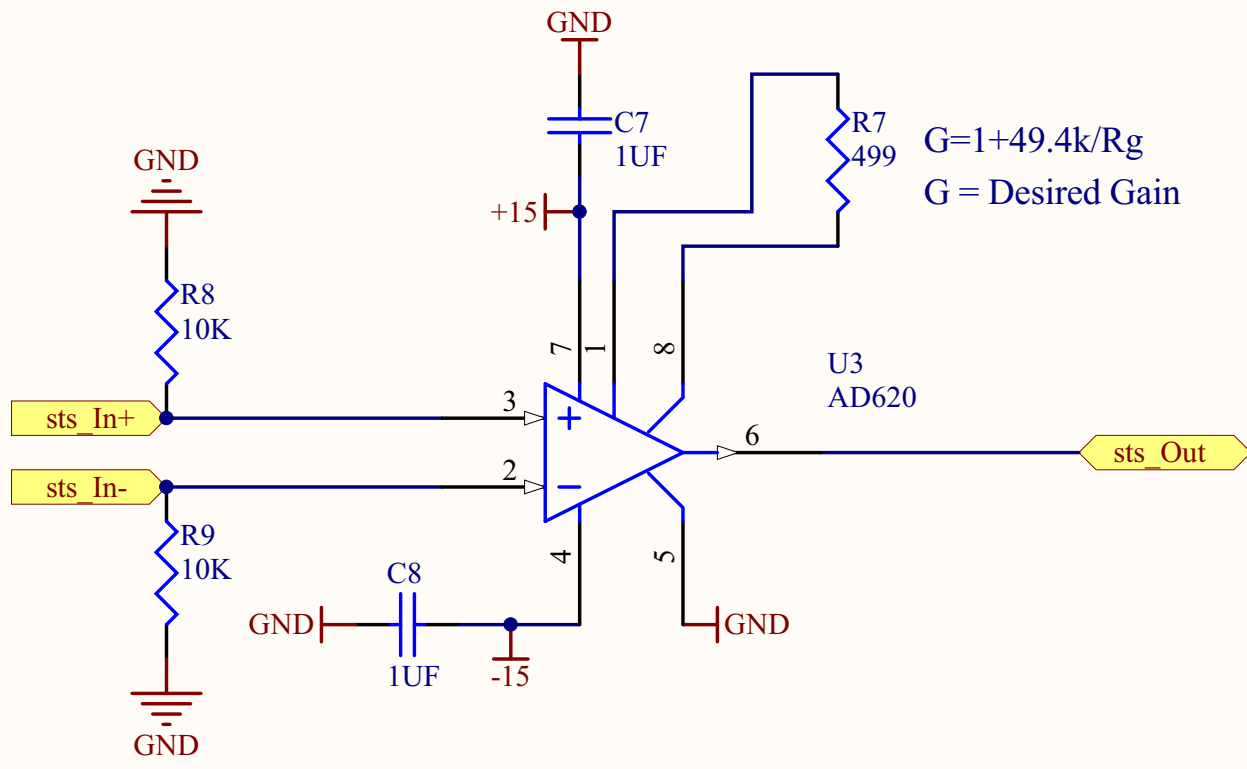 GND
C7
1UF
R7
499
G=1+49.4k/Rg
G = Desired Gain
GND
+15
R8
10K
7
1
8
U3
AD620
sts_In+
3
+
6
sts_Out
sts_In-
2
−
R9
10K
4
5
C8
GND
1UF
-15
GND
GND